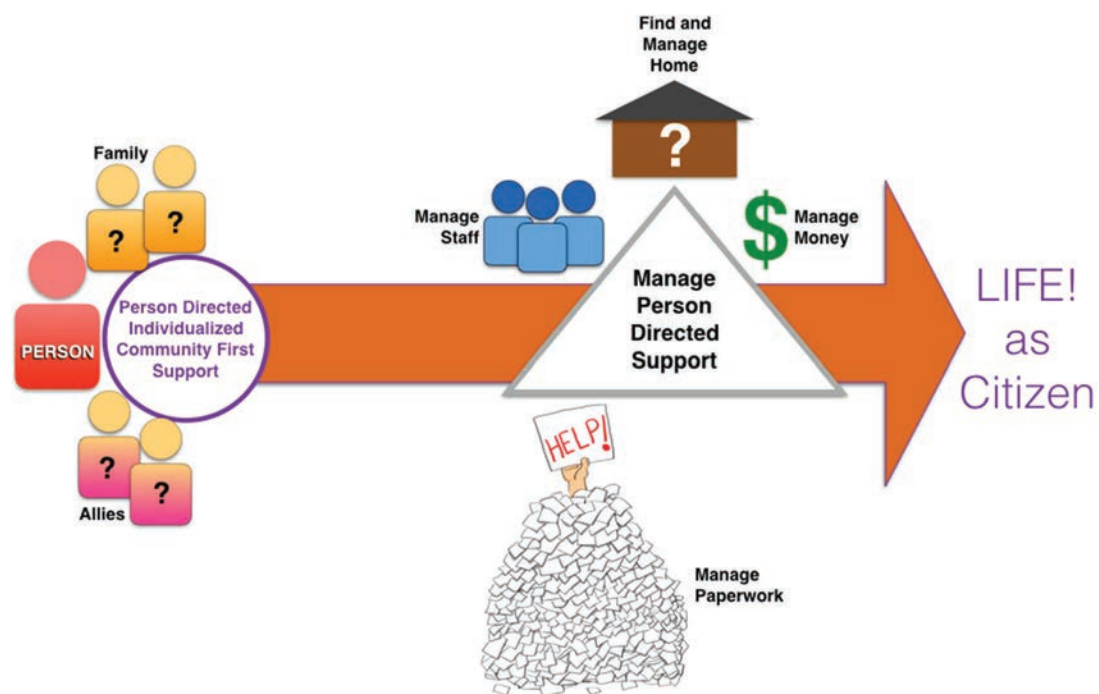 Find and
Manage
Home
?
Family
?
?
Manage
Staff
$
Manage
Money
PERSON
Person Directed
Individualized
Community First
Support
Manage
Person
Directed
Support
LIFE!
as
Citizen
?
?
Allies
HELP!
Manage
Paperwork